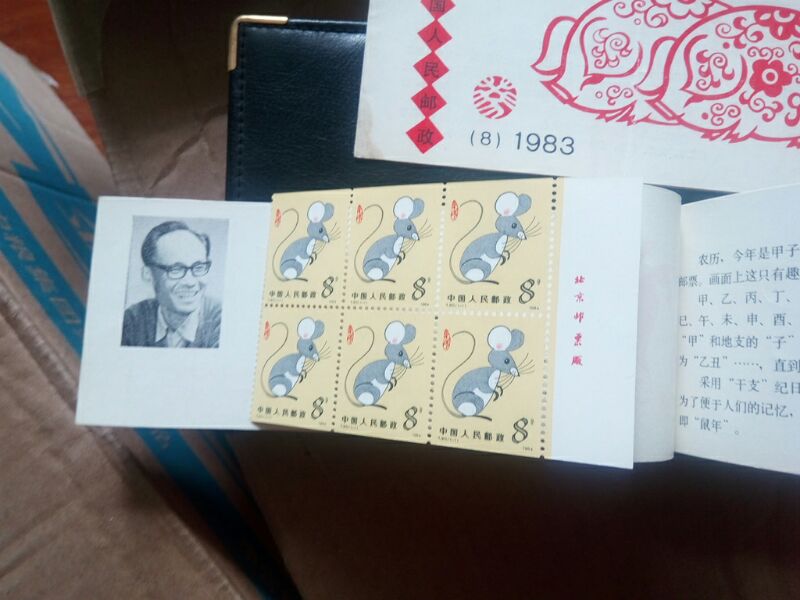 国人民邮政
(8) 1983
8分
8分
8分
中国人民邮政
1984
中国人民邮政
1984
中国人民邮政
1984
8分
8分
8分
中国人民邮政
1984
中国人民邮政
1984
中国人民邮政
1984
北京邮票厂
农历，今年是甲子
邮票。画面上这只有趣
甲、乙、丙、丁、
巳、午、未、申、酉、
“甲”和地支的“子”
为“乙丑”……，直到
采用“干支”纪日
为了便于人们的记忆，
即“鼠年”。